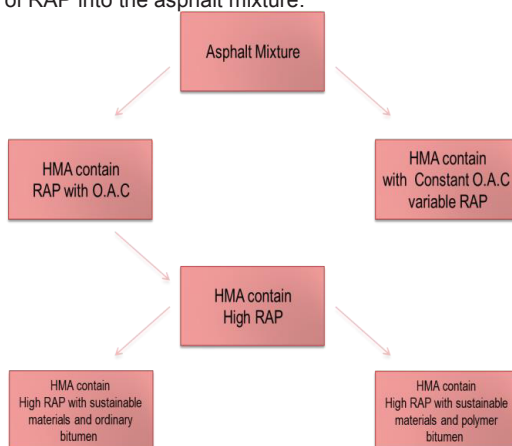 of RAP into the asphalt mixture.
Asphalt Mixture
HMA contain
RAP with O.A.C
HMA contain
with Constant O.A.C
variable RAP
HMA contain
High RAP
HMA contain
High RAP with sustainable
materials and ordinary
bitumen
HMA contain
High RAP with sustainable
materials and polymer
bitumen